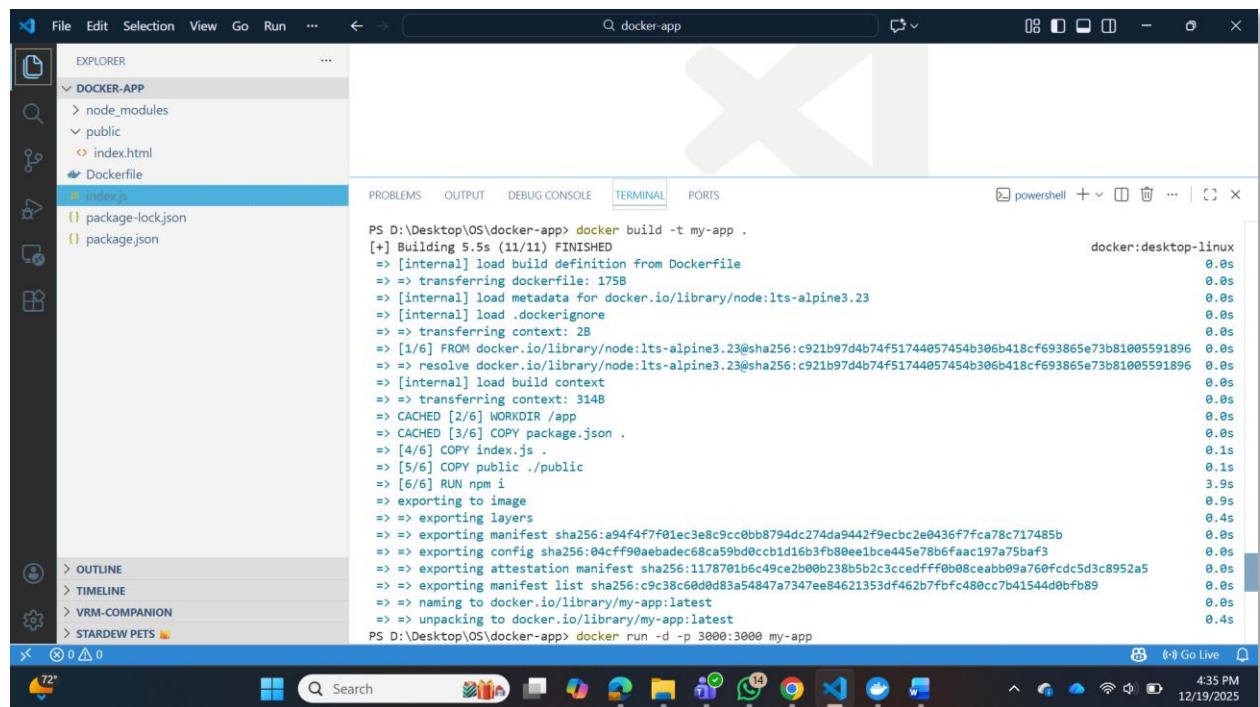 File Edit Selection View Go Run ... docker-app
EXPLORER ...
DOCKER-APP
node_modules
public
index.html
Dockerfile
JS index.js
{} package-lock.json
{} package.json
OUTLINE
TIMELINE
VRM-COMPANION
STARDEW PETS
PROBLEMS OUTPUT DEBUG CONSOLE TERMINAL PORTS powershell
PS D:\Desktop\OS\docker-app> docker build -t my-app .
[+] Building 5.5s (11/11) FINISHED docker:desktop-linux
=> [internal] load build definition from Dockerfile 0.0s
=> => transferring dockerfile: 175B 0.0s
=> [internal] load metadata for docker.io/library/node:lts-alpine3.23 0.0s
=> [internal] load .dockerignore 0.0s
=> => transferring context: 2B 0.0s
=> [1/6] FROM docker.io/library/node:lts-alpine3.23@sha256:c921b97d4b74f51744057454b306b418cf693865e73b81005591896 0.0s
=> => resolve docker.io/library/node:lts-alpine3.23@sha256:c921b97d4b74f51744057454b306b418cf693865e73b81005591896 0.0s
=> [internal] load build context 0.0s
=> => transferring context: 314B 0.0s
=> CACHED [2/6] WORKDIR /app 0.0s
=> CACHED [3/6] COPY package.json . 0.0s
=> [4/6] COPY index.js . 0.1s
=> [5/6] COPY public ./public 0.1s
=> [6/6] RUN npm i 3.9s
=> exporting to image 0.9s
=> => exporting layers 0.4s
=> => exporting manifest sha256:a94f4f7f01ec3e8c9cc0bb8794dc274da9442f9ecbc2e0436f7fca78c717485b 0.0s
=> => exporting config sha256:04cff90aebadec68ca59bd0ccb1d16b3fb80ee1bce445e78b6faac197a75baf3 0.0s
=> => exporting attestation manifest sha256:1178701b6c49ce2b00b238b5b2c3ccedfff0b08ceabb09a760fcdc5d3c8952a5 0.0s
=> => exporting manifest list sha256:c9c38c60d0d83a54847a7347ee84621353df462b7fbfc480cc7b41544d0bfb89 0.0s
=> => naming to docker.io/library/my-app:latest 0.0s
=> => unpacking to docker.io/library/my-app:latest 0.4s
PS D:\Desktop\OS\docker-app> docker run -d -p 3000:3000 my-app
0 0 Go Live
72° Search 14 4:35 PM
12/19/2025